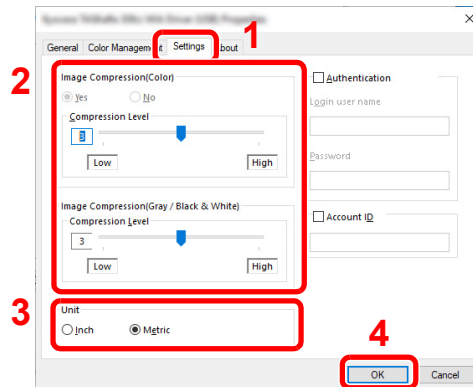 1
General Color Management Settings bout
2
Image Compression(Color)
Yes No
Compression Level
3
Low High
Image Compression(Gray / Black & White)
Compression Level
3
Low High
Authentication
Login user name
Password
Account ID
3
Unit
Inch Metric
4
OK Cancel